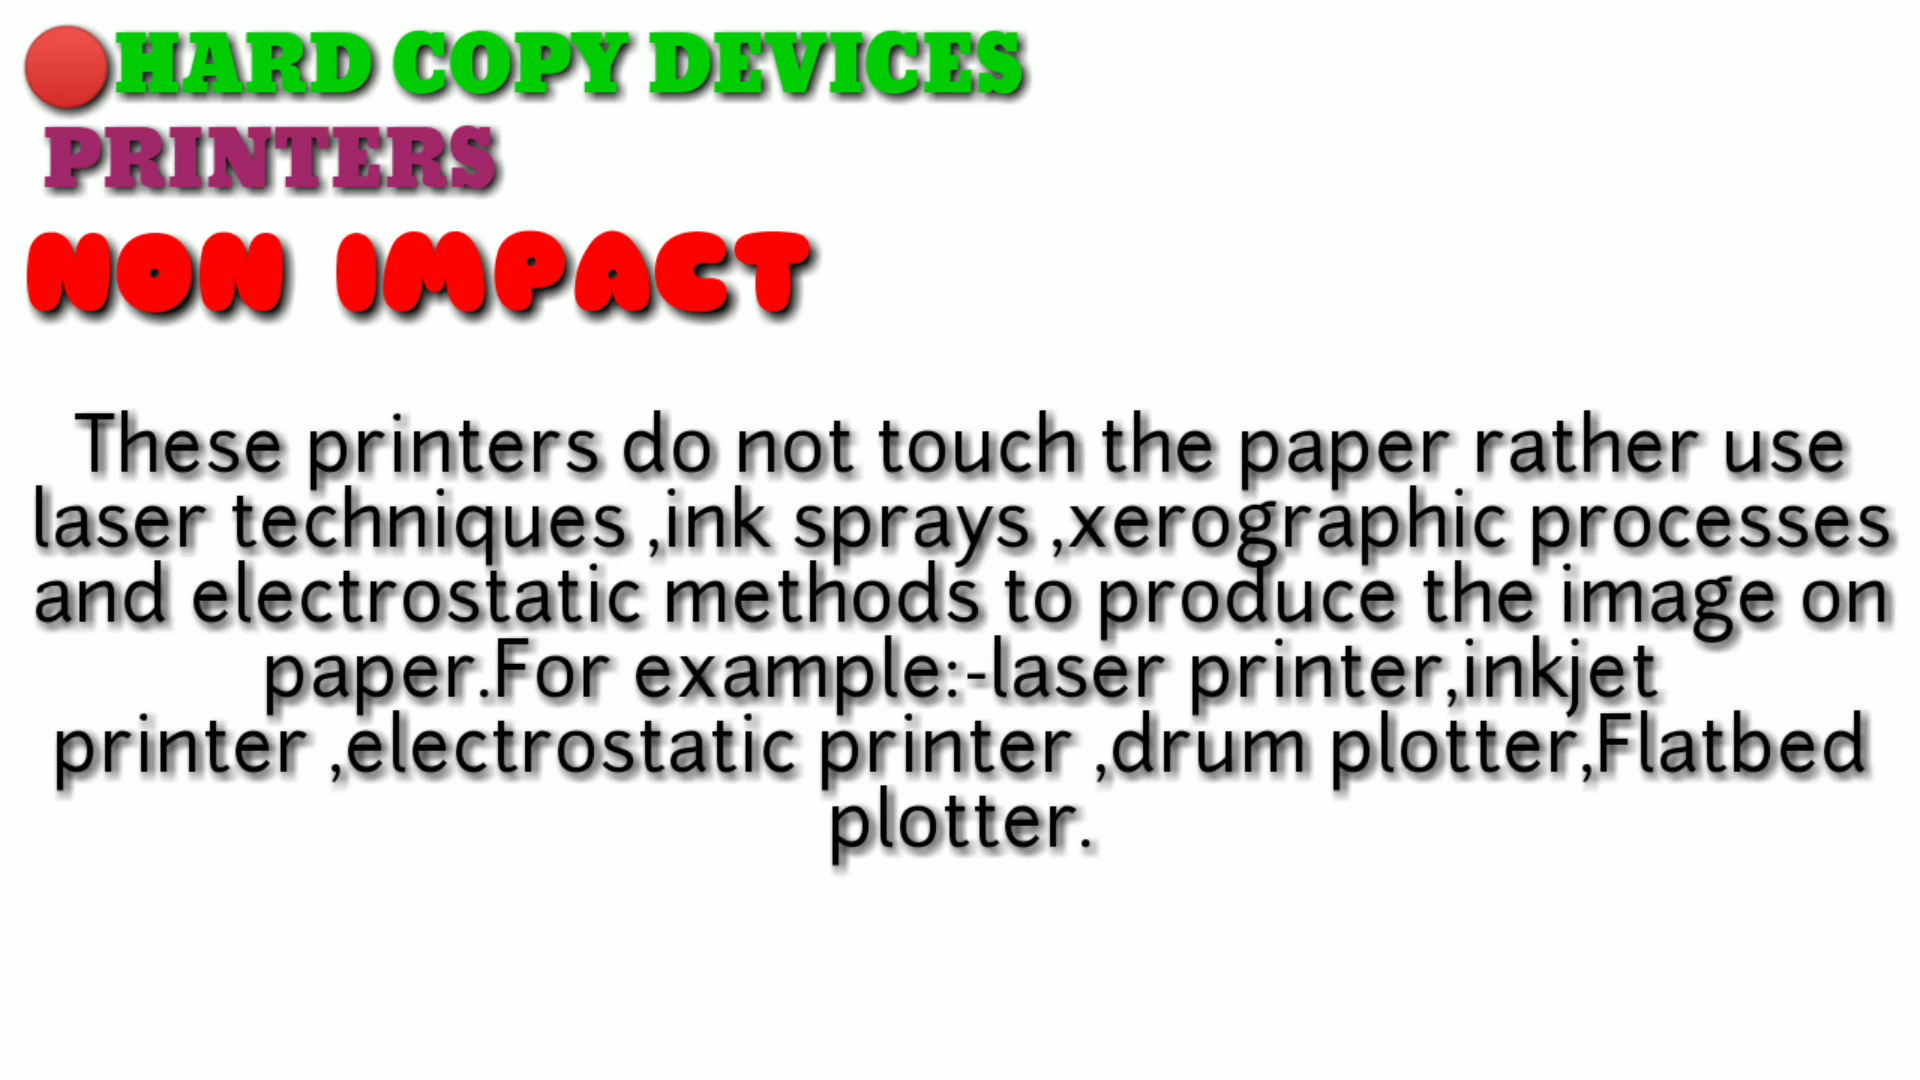 HARD COPY DEVICES
PRINTERS
NON IMPACT
These printers do not touch the paper rather use
laser techniques ,ink sprays ,xerographic processes
and electrostatic methods to produce the image on
paper.For example:-laser printer,inkjet
printer ,electrostatic printer ,drum plotter,Flatbed
plotter.